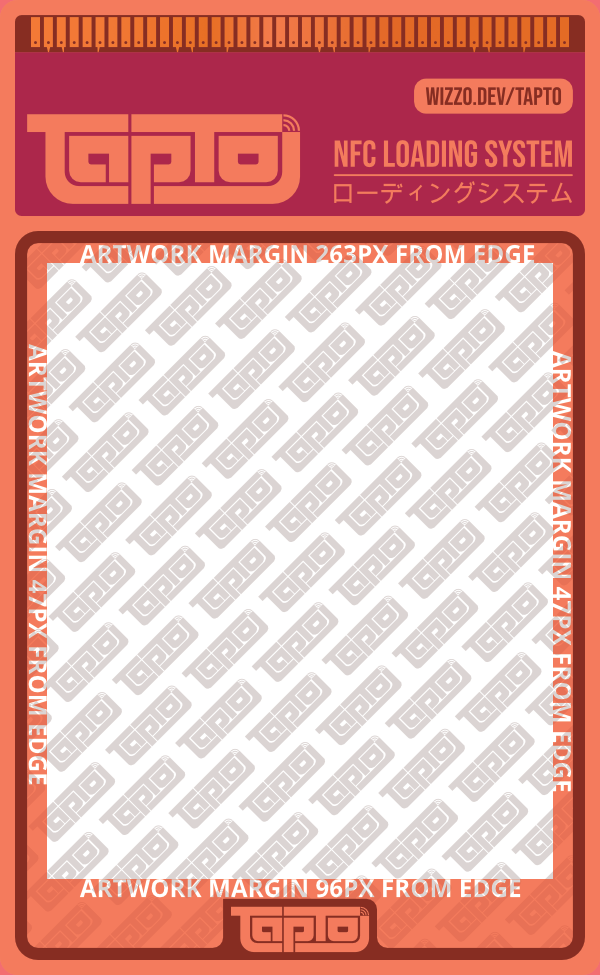 WIZZO.DEV/TAPTO
TapTo
NFC LOADING SYSTEM
ローディングシステム
ARTWORK MARGIN 263PX FROM EDGE
ARTWORK MARGIN 47PX FROM EDGE
ARTWORK MARGIN 47PX FROM EDGE
ARTWORK MARGIN 96PX FROM EDGE
TapTo